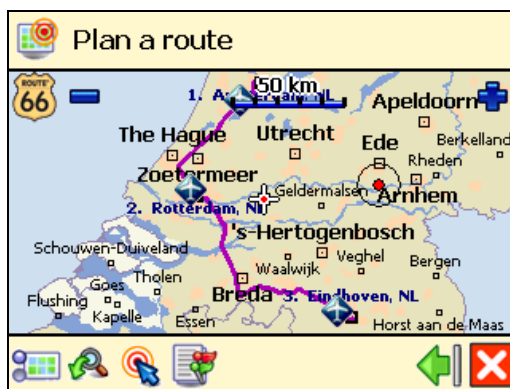 Plan a route
ROUTE
66
50 km
1. A
NL
Apeldoorn
The Hague
Utrecht
Ede
Berkelland
Rheden
Zoetermeer
Geldermalsen
Arnhem
2. Rotterdam, NL
's-Hertogenbosch
Schouwen-Duiveland
Waalwijk
Veghel
Bergen
Goes
Tholen
Flushing
Kapelle
Breda
3. Eindhoven, NL
Essen
Horst aan de Maas